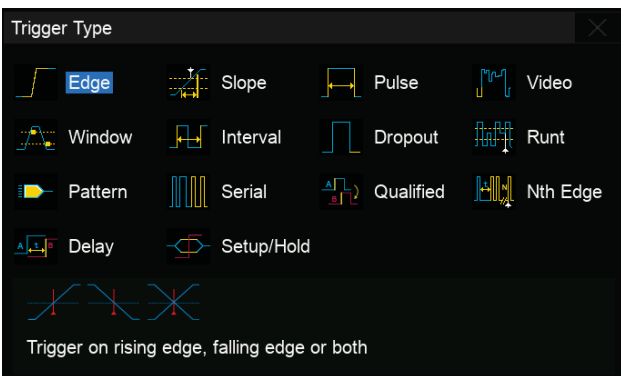 Trigger Type
Edge Slope Pulse Video
Window Interval Dropout Runt
Pattern Serial A B Qualified t N Nth Edge
A t B Delay Setup/Hold
Trigger on rising edge, falling edge or both